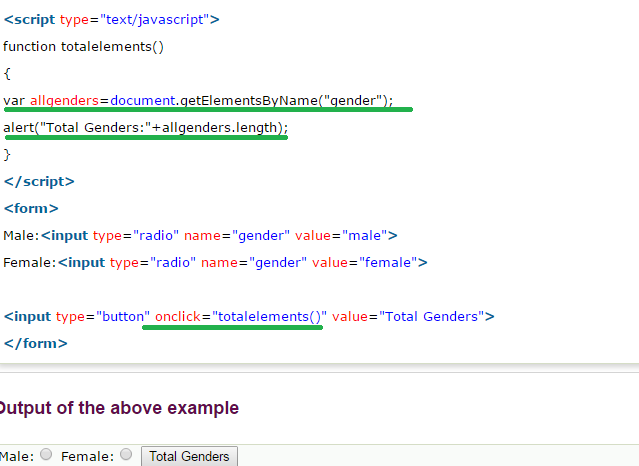 <script type="text/javascript">
function totalelements()
{
var allgenders=document.getElementsByName("gender");
alert("Total Genders:"+allgenders.length);
}
</script>
<form>
Male:<input type="radio" name="gender" value="male">
Female:<input type="radio" name="gender" value="female">
<input type="button" onclick="totalelements()" value="Total Genders">
</form>
Output of the above example
Male: Female: Total Genders